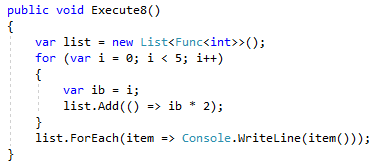 public void Execute8()
{
    var list = new List<Func<int>>();
    for (var i = 0; i < 5; i++)
    {
        var ib = i;
        list.Add(() => ib * 2);
    }
    list.ForEach(item => Console.WriteLine(item()));
}